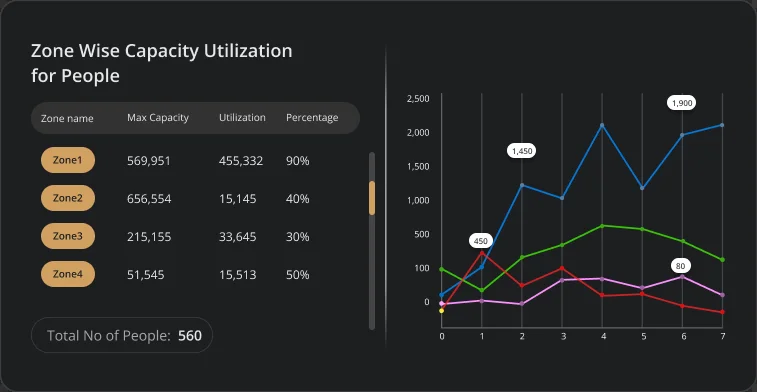 Zone Wise Capacity Utilization
for People
Zone name Max Capacity Utilization Percentage
Zone1 569,951 455,332 90%
Zone2 656,554 15,145 40%
Zone3 215,155 33,645 30%
Zone4 51,545 15,513 50%
Total No of People: 560
2,500
2,000
1,500
1,000
500
100
0
1,900
1,450
450
80
0 1 2 3 4 5 6 7